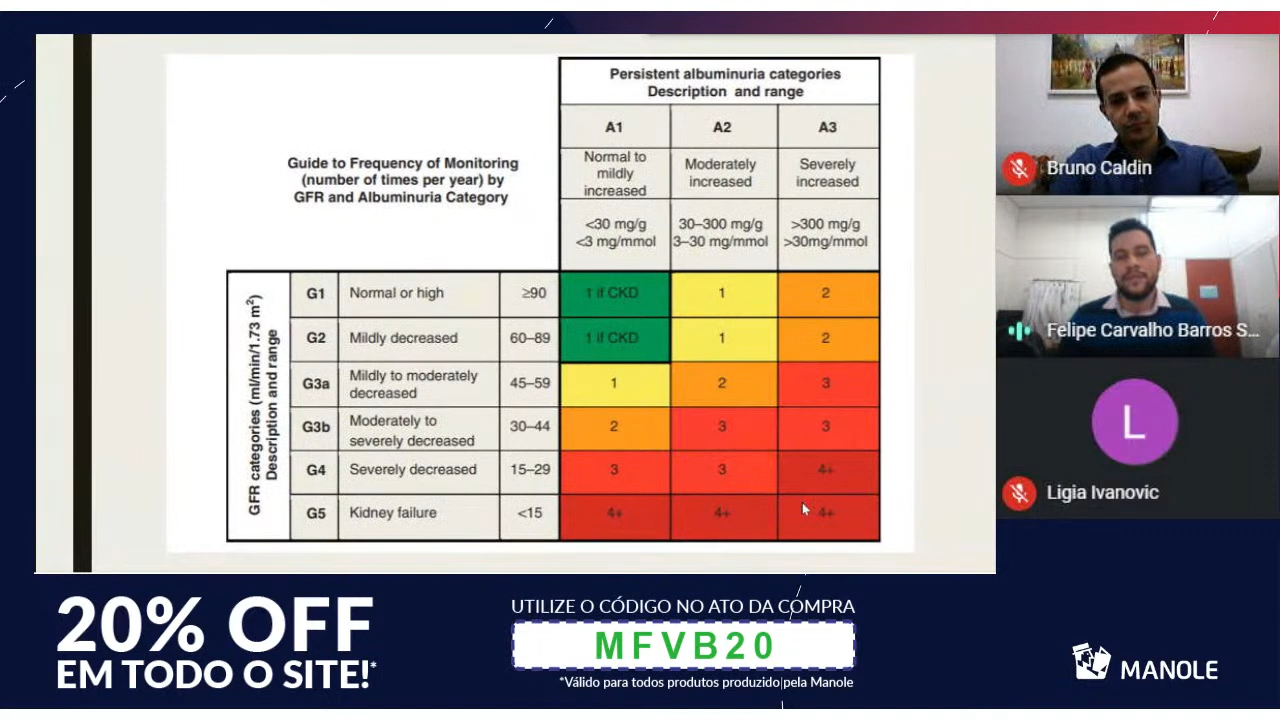 Persistent albuminuria categories
Description and range
Guide to Frequency of Monitoring
(number of times per year) by
GFR and Albuminuria Category
A1
A2
A3
Normal to
mildly
increased
Moderately
increased
Severely
increased
<30 mg/g
<3 mg/mmol
30–300 mg/g
3–30 mg/mmol
>300 mg/g
>30mg/mmol
GFR categories (ml/min/1.73 m²)
Description and range
G1 Normal or high ≥90 1 if CKD 1 2
G2 Mildly decreased 60–89 1 if CKD 1 2
G3a Mildly to moderately
decreased 45–59 1 2 3
G3b Moderately to
severely decreased 30–44 2 3 3
G4 Severely decreased 15–29 3 3 4+
G5 Kidney failure <15 4+ 4+ 4+
Bruno Caldin
Felipe Carvalho Barros S...
L
Ligia Ivanovic
20% OFF
EM TODO O SITE!*
UTILIZE O CÓDIGO NO ATO DA COMPRA
MFVB20
*Válido para todos produtos produzido pela Manole
MANOLE